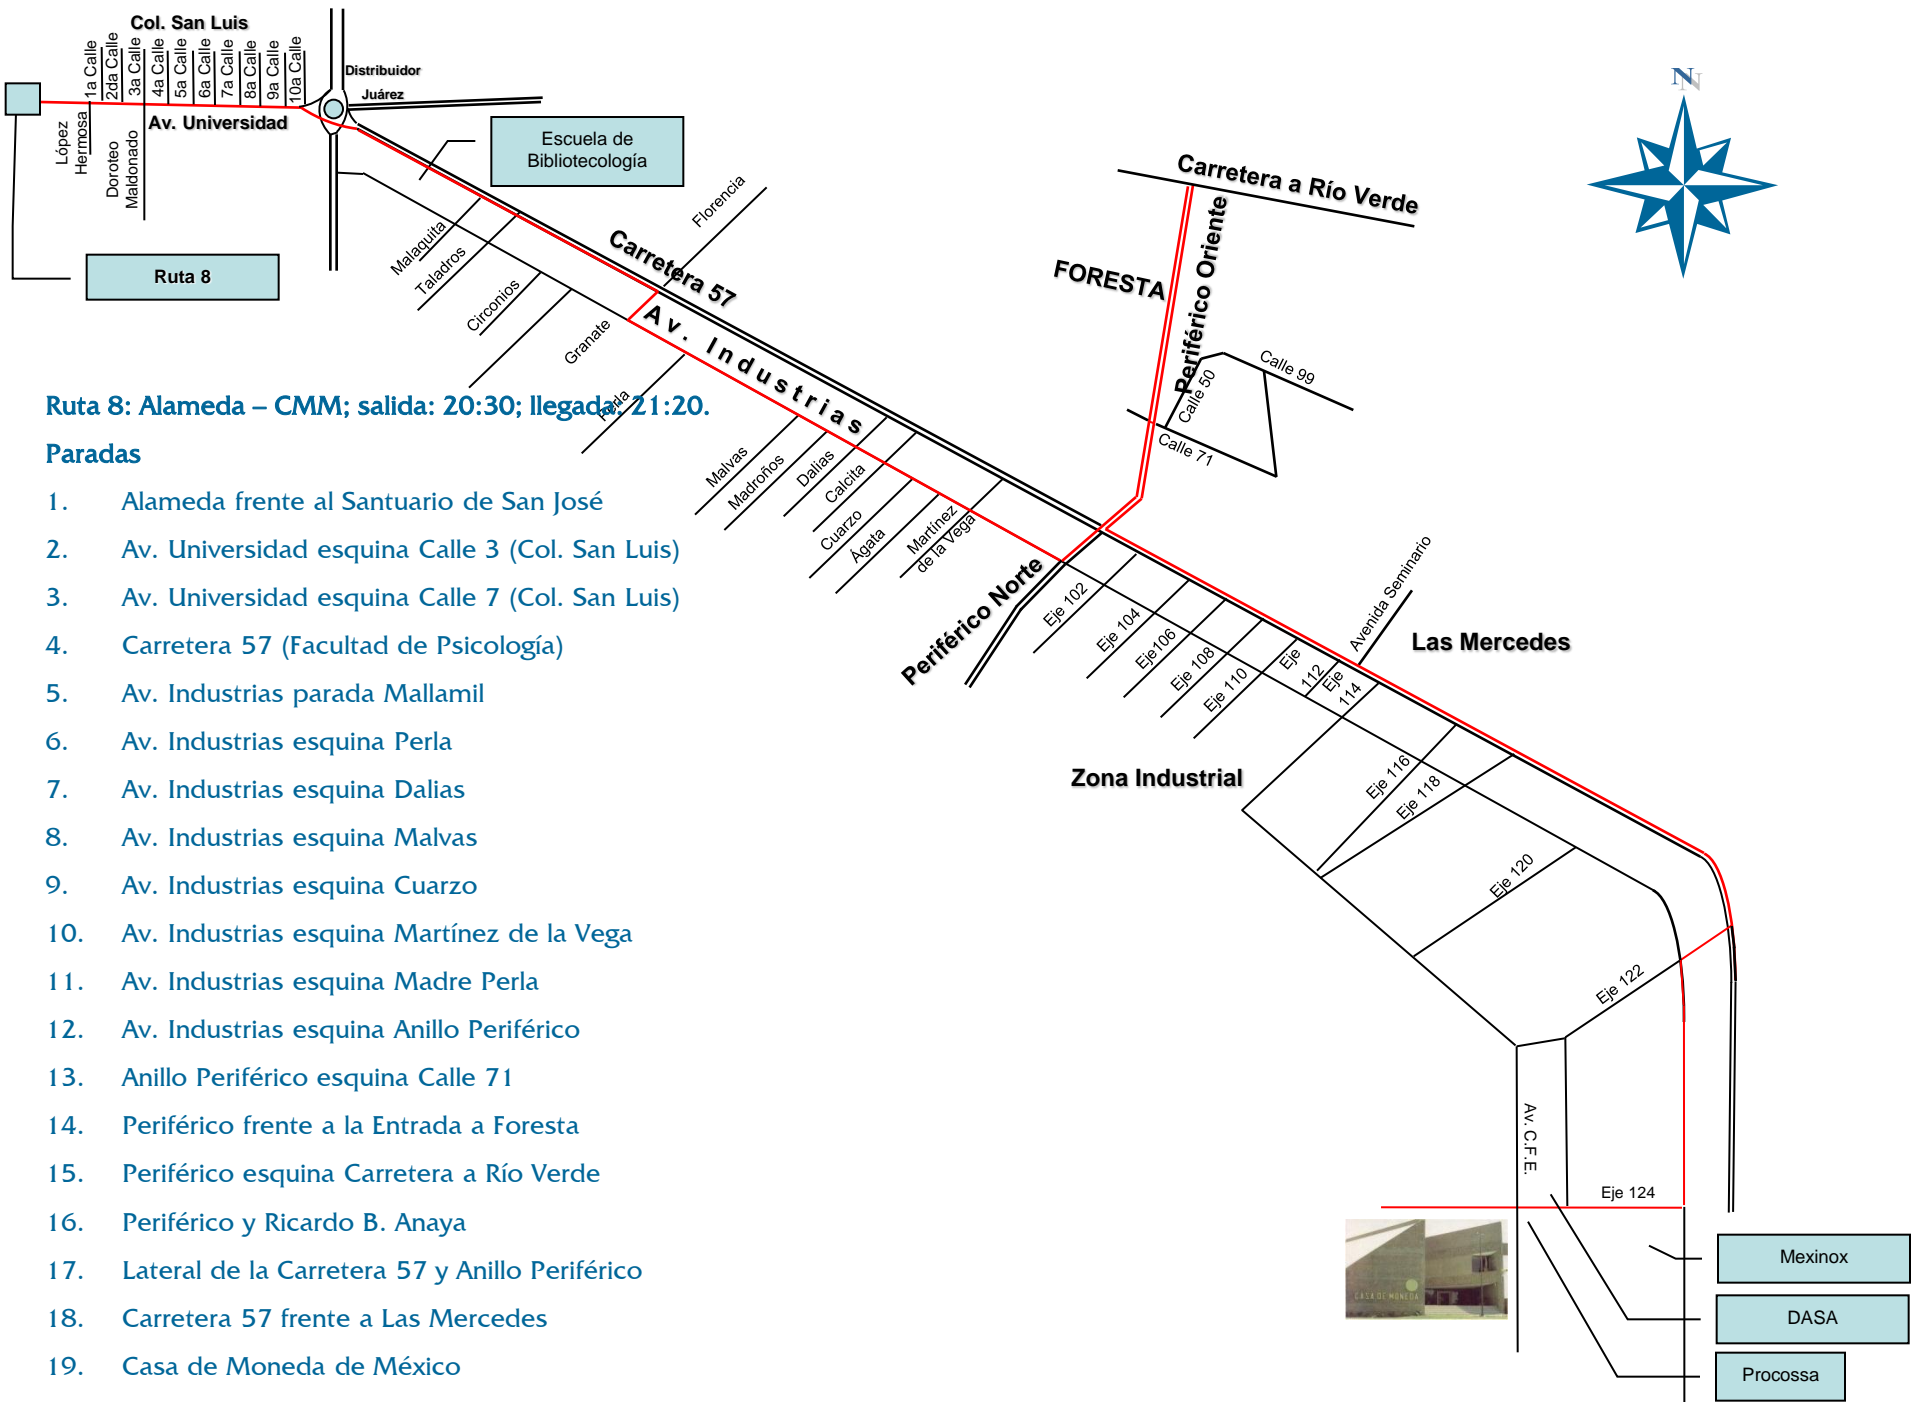 Col. San Luis
1a Calle
2da Calle
3a Calle
4a Calle
5a Calle
6a Calle
7a Calle
8a Calle
9a Calle
10a Calle
Distribuidor
Juárez
Av. Universidad
López
Hermosa
Doroteo
Maldonado
Escuela de
Bibliotecología
Ruta 8
N
Malaquita
Taladros
Circonios
Granate
Perla
Florencia
Carretera 57
Av. Industrias
Malvas
Madroños
Dalias
Calcita
Cuarzo
Ágata
Martínez
de la Vega
Carretera a Río Verde
FORESTA
Periférico Oriente
Calle 50
Calle 99
Calle 71
Periférico Norte
Eje 102
Eje 104
Eje106
Eje 108
Eje 110
Eje
112
Eje
114
Avenida Seminario
Las Mercedes
Zona Industrial
Eje 116
Eje 118
Eje 120
Eje 122
Av. C.F.E.
Eje 124
CASA DE MONEDA
Mexinox
DASA
Procossa
Ruta 8: Alameda – CMM; salida: 20:30; llegada: 21:20.
Paradas
1. Alameda frente al Santuario de San José
2. Av. Universidad esquina Calle 3 (Col. San Luis)
3. Av. Universidad esquina Calle 7 (Col. San Luis)
4. Carretera 57 (Facultad de Psicología)
5. Av. Industrias parada Mallamil
6. Av. Industrias esquina Perla
7. Av. Industrias esquina Dalias
8. Av. Industrias esquina Malvas
9. Av. Industrias esquina Cuarzo
10. Av. Industrias esquina Martínez de la Vega
11. Av. Industrias esquina Madre Perla
12. Av. Industrias esquina Anillo Periférico
13. Anillo Periférico esquina Calle 71
14. Periférico frente a la Entrada a Foresta
15. Periférico esquina Carretera a Río Verde
16. Periférico y Ricardo B. Anaya
17. Lateral de la Carretera 57 y Anillo Periférico
18. Carretera 57 frente a Las Mercedes
19. Casa de Moneda de México